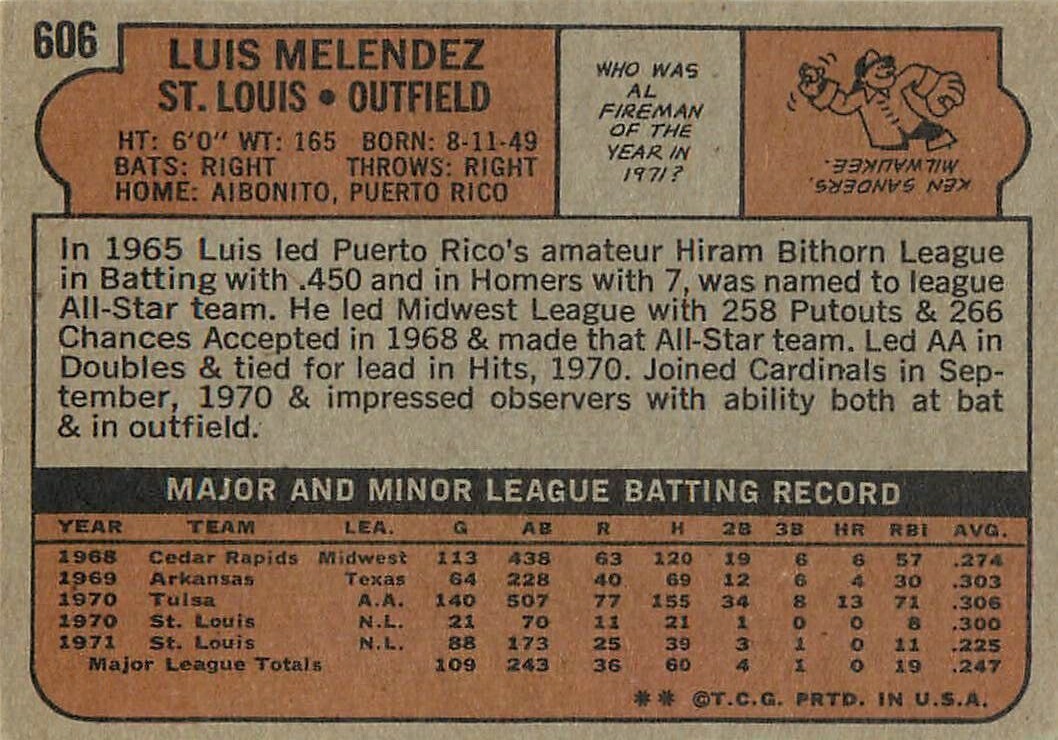 606
LUIS MELENDEZ
ST. LOUIS • OUTFIELD
HT: 6'0" WT: 165 BORN: 8-11-49
BATS: RIGHT THROWS: RIGHT
HOME: AIBONITO, PUERTO RICO
WHO WAS
AL
FIREMAN
OF THE
YEAR IN
1971?
KEN SANDERS,
MILWAUKEE.
In 1965 Luis led Puerto Rico's amateur Hiram Bithorn League
in Batting with .450 and in Homers with 7, was named to league
All-Star team. He led Midwest League with 258 Putouts & 266
Chances Accepted in 1968 & made that All-Star team. Led AA in
Doubles & tied for lead in Hits, 1970. Joined Cardinals in Sep-
tember, 1970 & impressed observers with ability both at bat
& in outfield.
MAJOR AND MINOR LEAGUE BATTING RECORD
YEAR TEAM LEA. G AB R H 2B 3B HR RBI AVG.
1968 Cedar Rapids Midwest 113 438 63 120 19 6 6 57 .274
1969 Arkansas Texas 64 228 40 69 12 6 4 30 .303
1970 Tulsa A.A. 140 507 77 155 34 8 13 71 .306
1970 St. Louis N.L. 21 70 11 21 1 0 0 8 .300
1971 St. Louis N.L. 88 173 25 39 3 1 0 11 .225
Major League Totals 109 243 36 60 4 1 0 19 .247
** ©T.C.G. PRTD. IN U.S.A.